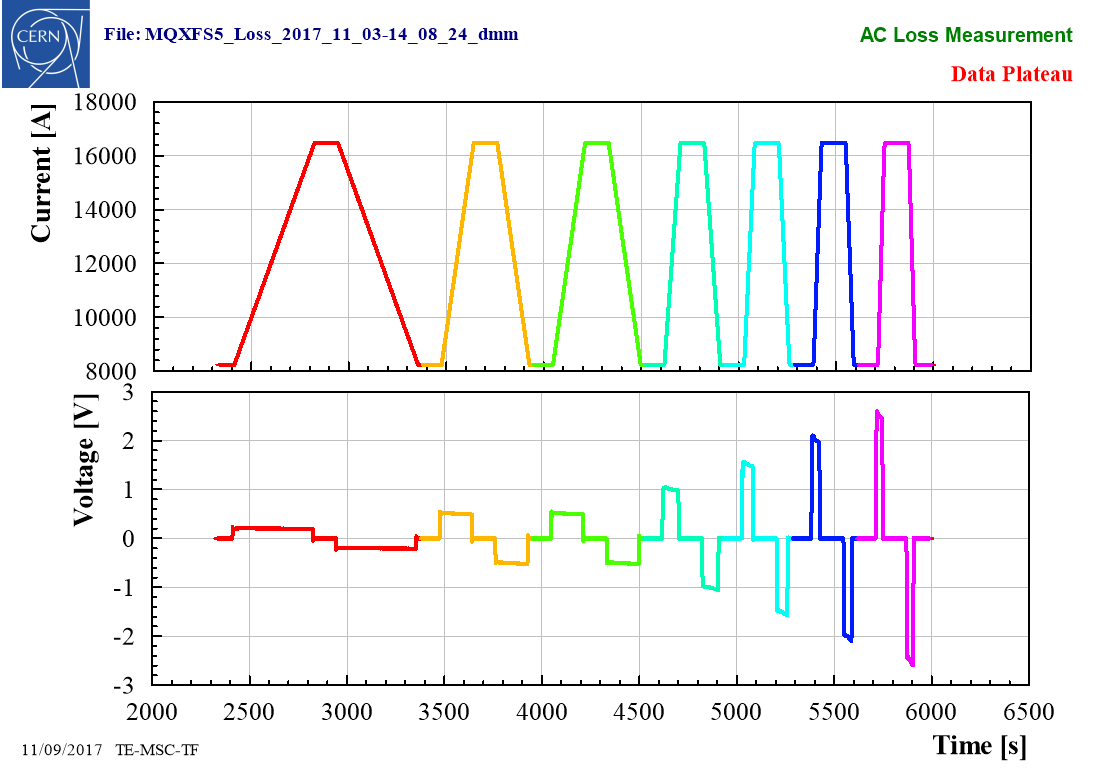 CERN
File: MQXFS5_Loss_2017_11_03-14_08_24_dmm
AC Loss Measurement
Data Plateau
Current [A]
18000
16000
14000
12000
10000
8000
Voltage [V]
3
2
1
0
-1
-2
-3
2000 2500 3000 3500 4000 4500 5000 5500 6000 6500
Time [s]
11/09/2017 TE-MSC-TF